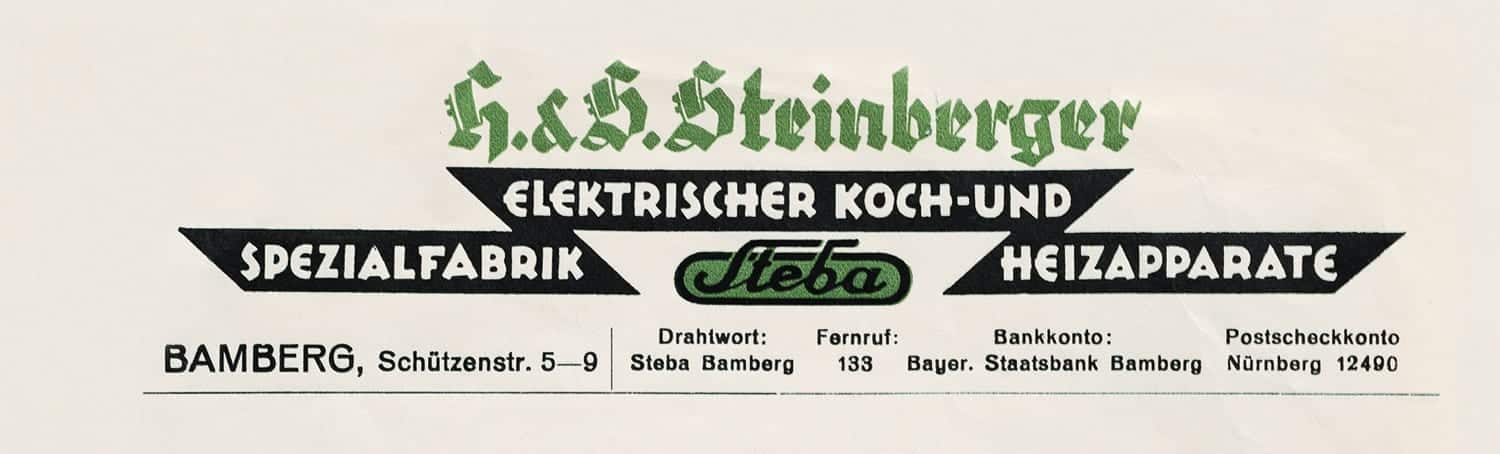 H. & S. Steinberger
ELEKTRISCHER KOCH-UND
SPEZIALFABRIK Steba HEIZAPPARATE
BAMBERG, Schützenstr. 5—9
Drahtwort: Fernruf: Bankkonto: Postscheckkonto
Steba Bamberg 133 Bayer. Staatsbank Bamberg Nürnberg 12490